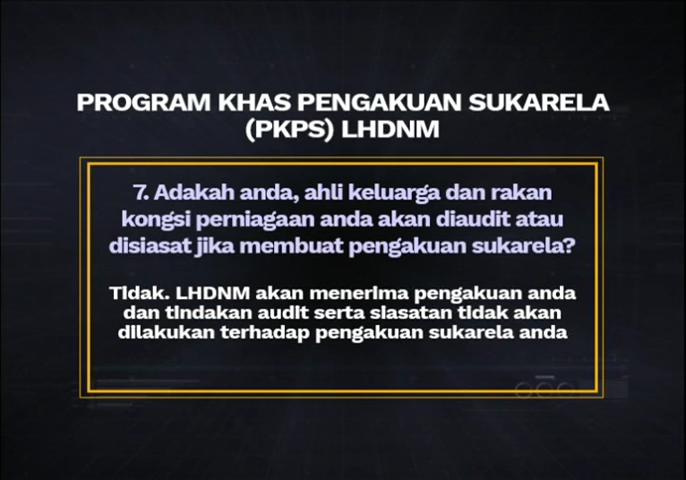 PROGRAM KHAS PENGAKUAN SUKARELA
(PKPS) LHDNM
7. Adakah anda, ahli keluarga dan rakan
kongsi perniagaan anda akan diaudit atau
disiasat jika membuat pengakuan sukarela?
Tidak. LHDNM akan menerima pengakuan anda
dan tindakan audit serta siasatan tidak akan
dilakukan terhadap pengakuan sukarela anda